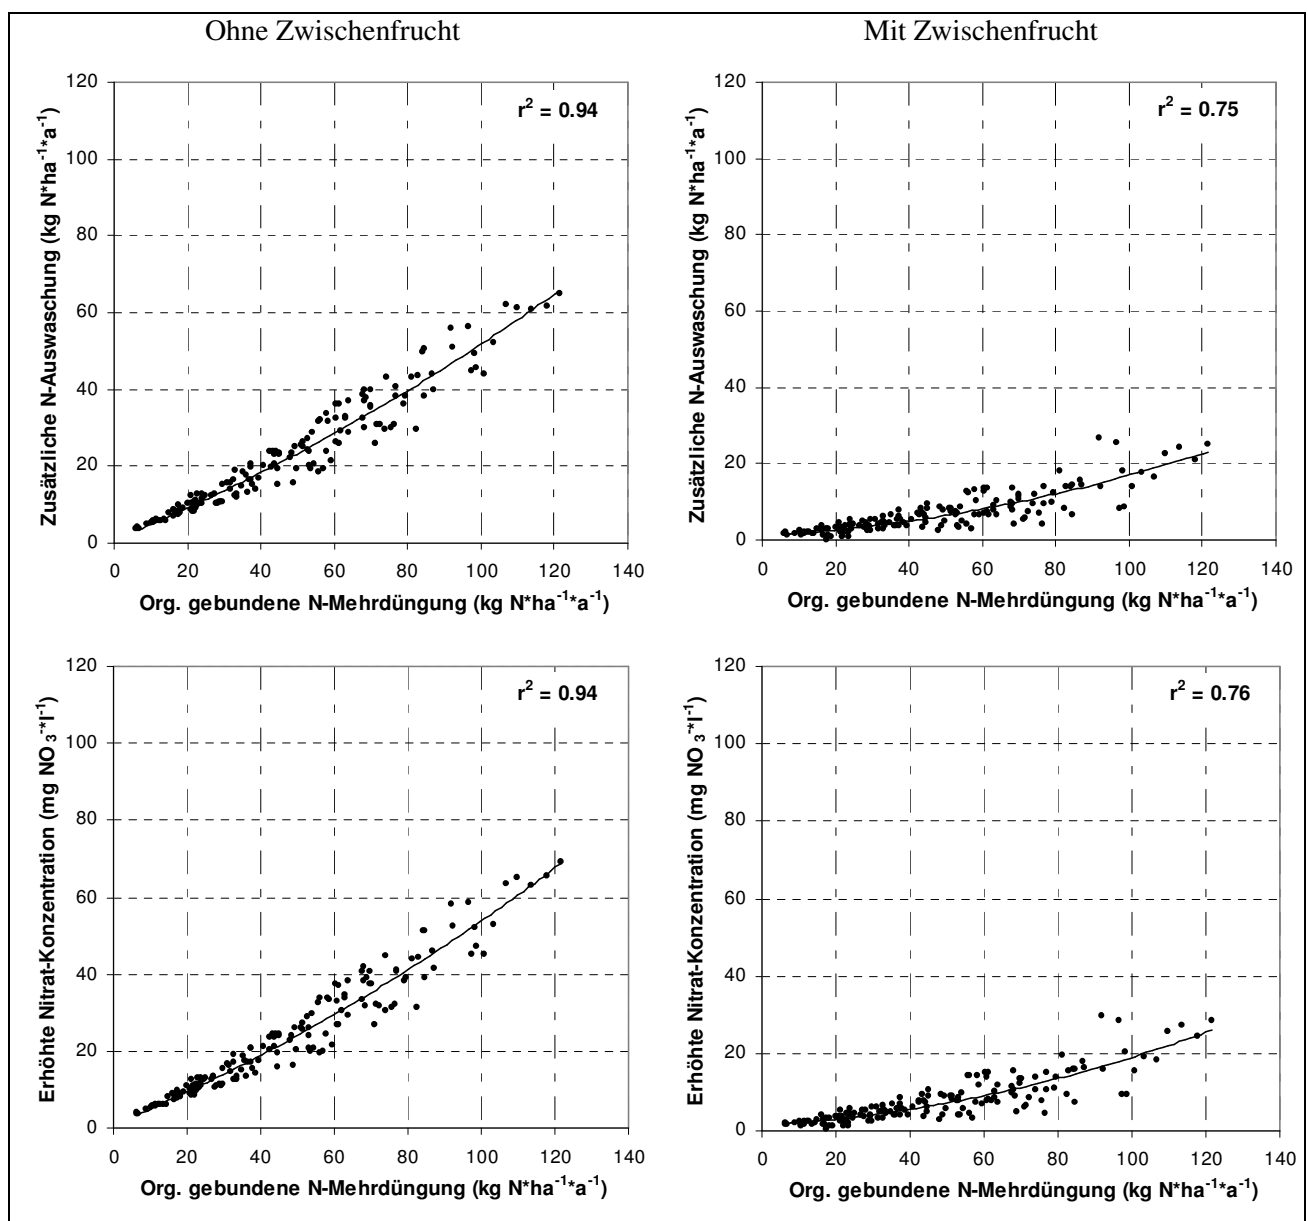 Ohne Zwischenfrucht
Mit Zwischenfrucht
Zusätzliche N-Auswaschung (kg N*ha⁻¹*a⁻¹)
120
100
80
60
40
20
0
r² = 0.94
0 20 40 60 80 100 120 140
Org. gebundene N-Mehrdüngung (kg N*ha⁻¹*a⁻¹)
Zusätzliche N-Auswaschung (kg N*ha⁻¹*a⁻¹)
120
100
80
60
40
20
0
r² = 0.75
0 20 40 60 80 100 120 140
Org. gebundene N-Mehrdüngung (kg N*ha⁻¹*a⁻¹)
Erhöhte Nitrat-Konzentration (mg NO₃⁻*l⁻¹)
120
100
80
60
40
20
0
r² = 0.94
0 20 40 60 80 100 120 140
Org. gebundene N-Mehrdüngung (kg N*ha⁻¹*a⁻¹)
Erhöhte Nitrat-Konzentration (mg NO₃⁻*l⁻¹)
120
100
80
60
40
20
0
r² = 0.76
0 20 40 60 80 100 120 140
Org. gebundene N-Mehrdüngung (kg N*ha⁻¹*a⁻¹)